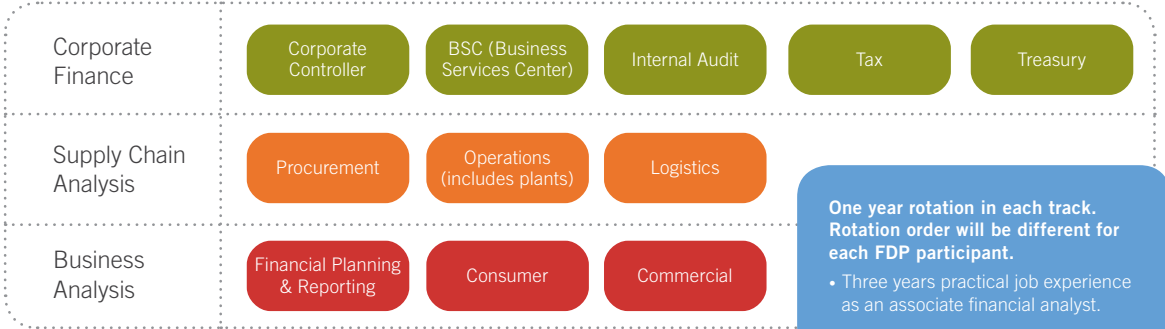 Corporate
Finance
Corporate
Controller
BSC (Business
Services Center)
Internal Audit
Tax
Treasury
Supply Chain
Analysis
Procurement
Operations
(includes plants)
Logistics
Business
Analysis
Financial Planning
& Reporting
Consumer
Commercial
One year rotation in each track.
Rotation order will be different for
each FDP participant.
• Three years practical job experience
as an associate financial analyst.